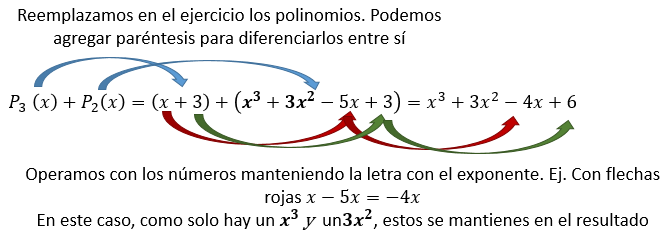 Reemplazamos en el ejercicio los polinomios. Podemos
agregar paréntesis para diferenciarlos entre sí
P₃ (x) + P₂(x) = (x + 3) + (x³ + 3x² − 5x + 3) = x³ + 3x² − 4x + 6
Operamos con los números manteniendo la letra con el exponente. Ej. Con flechas
rojas x − 5x = −4x
En este caso, como solo hay un x³ y un3x², estos se mantienes en el resultado